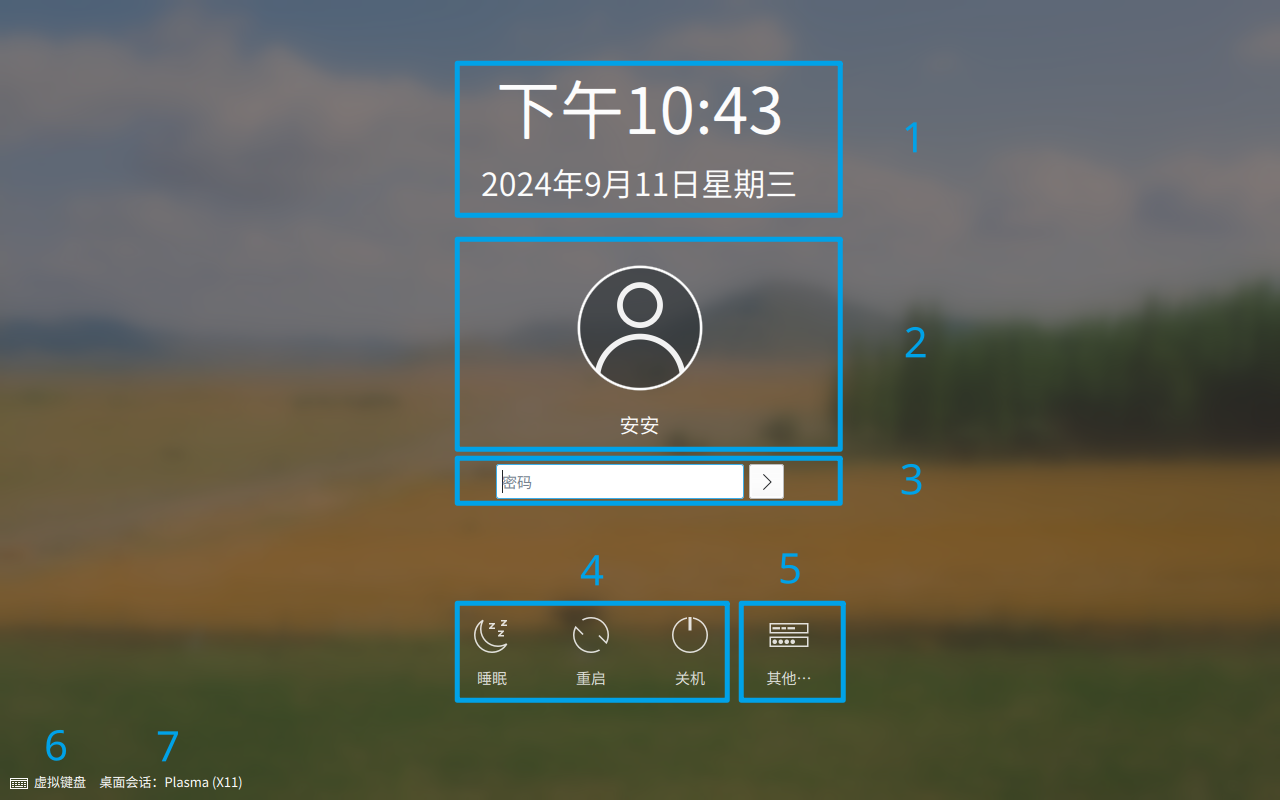 下午10:43
1
2024年9月11日星期三
2
安安
密码
3
4
5
睡眠 重启 关机 其他…
6 7
虚拟键盘 桌面会话：Plasma (X11)